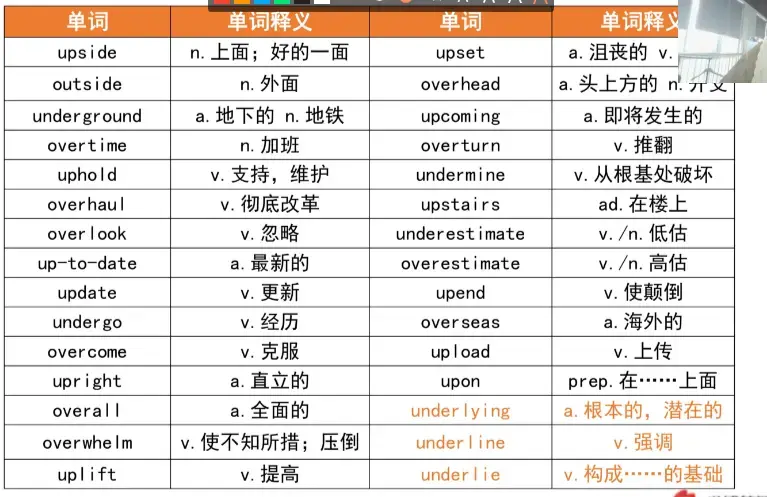 单词 单词释义 单词 单词释义
upside n.上面；好的一面 upset a.沮丧的 v.
outside n.外面 overhead a.头上方的 n.开支
underground a.地下的 n.地铁 upcoming a.即将发生的
overtime n.加班 overturn v.推翻
uphold v.支持，维护 undermine v.从根基处破坏
overhaul v.彻底改革 upstairs ad.在楼上
overlook v.忽略 underestimate v./n.低估
up-to-date a.最新的 overestimate v./n.高估
update v.更新 upend v.使颠倒
undergo v.经历 overseas a.海外的
overcome v.克服 upload v.上传
upright a.直立的 upon prep.在……上面
overall a.全面的 underlying a.根本的，潜在的
overwhelm v.使不知所措；压倒 underline v.强调
uplift v.提高 underlie v.构成……的基础